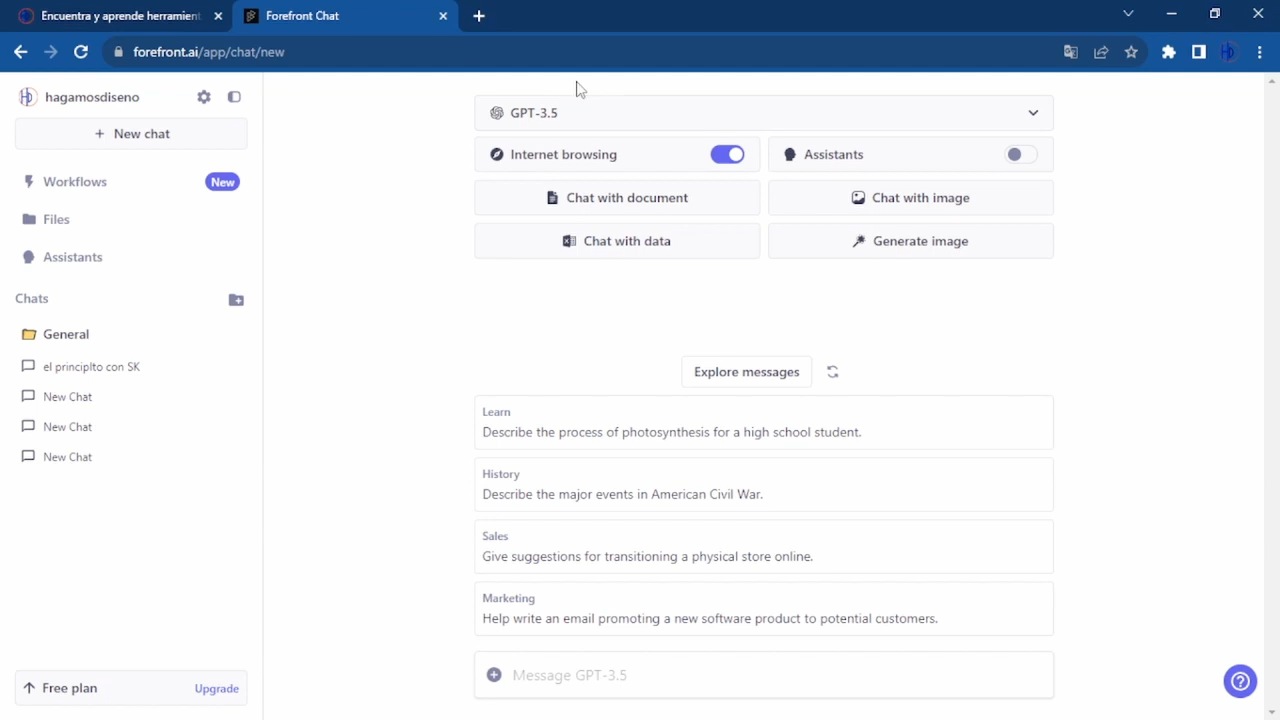 Encuentra y aprende herramient
Forefront Chat
forefront.ai/app/chat/new
hagamosdiseno
New chat
Workflows
New
Files
Assistants
Chats
General
el principIto con SK
New Chat
New Chat
New Chat
Free plan
Upgrade
GPT-3.5
Internet browsing
Assistants
Chat with document
Chat with image
Chat with data
Generate image
Explore messages
Learn
Describe the process of photosynthesis for a high school student.
History
Describe the major events in American Civil War.
Sales
Give suggestions for transitioning a physical store online.
Marketing
Help write an email promoting a new software product to potential customers.
Message GPT-3.5